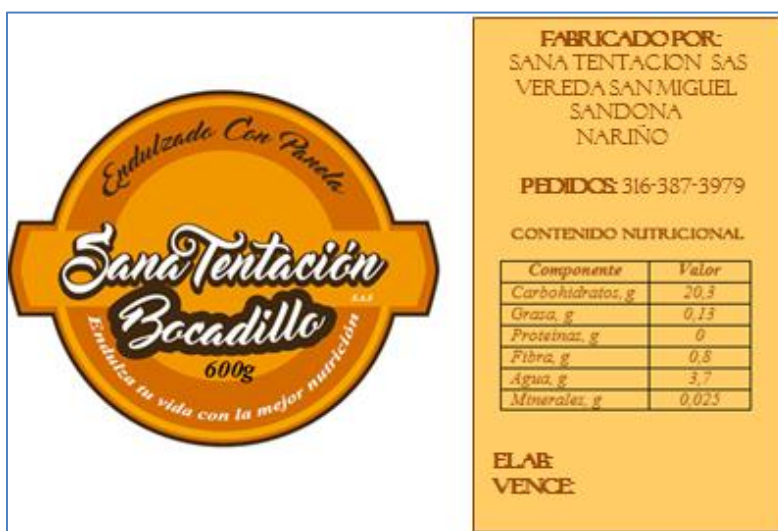 Endulzado Con Panela
Sana Tentación
S.A.S
Bocadillo
600g
Endulza tu vida con la mejor nutrición
FABRICADO POR:
SANA TENTACION SAS
VEREDA SAN MIGUEL
SANDONA
NARIÑO
PEDIDOS: 316-387-3979
CONTENIDO NUTRICIONAL
Componente Valor
Carbohidratos, g 20,3
Grasa, g 0,13
Proteinas, g 0
Fibra, g 0,8
Agua, g 3,7
Minerales, g 0,025
ELAB:
VENCE: